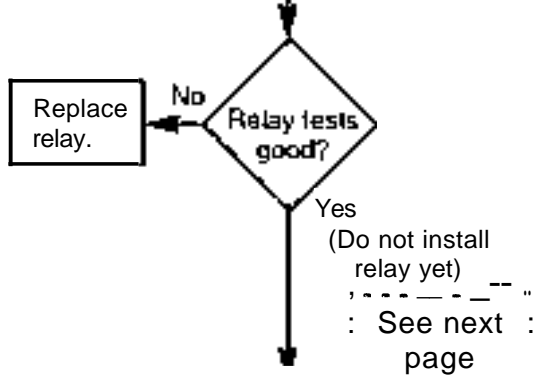 No
Replace
relay.
Relay tests
good?
Yes
(Do not install
relay yet)
: See next :
page